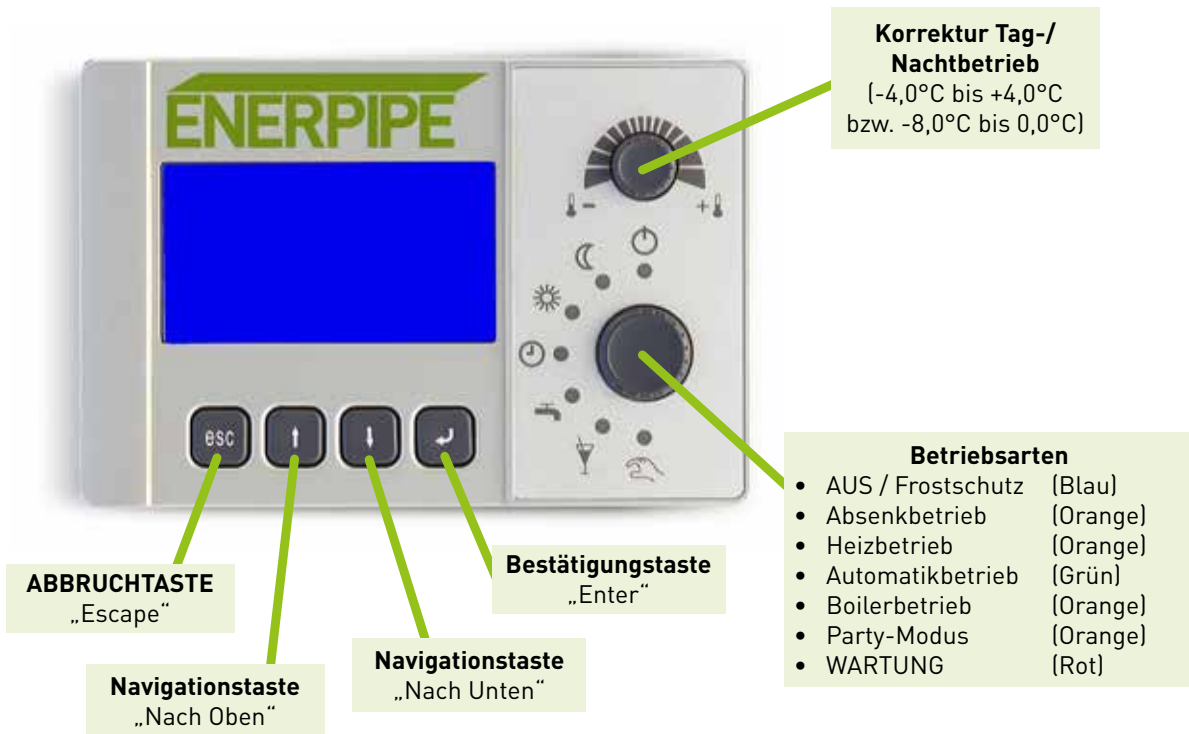 Korrektur Tag-/
Nachtbetrieb
(-4,0°C bis +4,0°C
bzw. -8,0°C bis 0,0°C)
ENERPIPE
esc
Betriebsarten
• AUS / Frostschutz (Blau)
• Absenkbetrieb (Orange)
• Heizbetrieb (Orange)
• Automatikbetrieb (Grün)
• Boilerbetrieb (Orange)
• Party-Modus (Orange)
• WARTUNG (Rot)
Bestätigungstaste
„Enter“
ABBRUCHTASTE
„Escape“
Navigationstaste
„Nach Unten“
Navigationstaste
„Nach Oben“